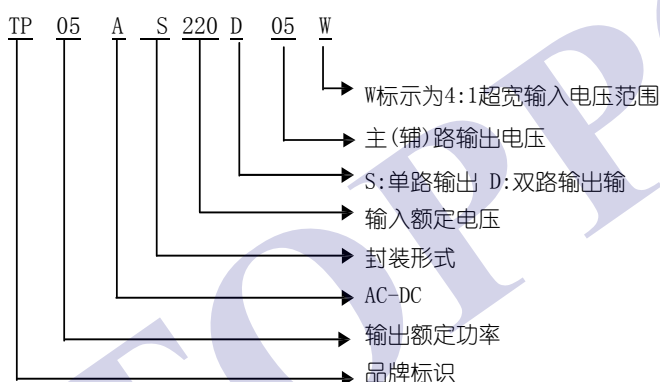 TP 05 A S 220 D 05 W
W标示为4:1超宽输入电压范围
主(辅)路输出电压
S:单路输出 D:双路输出输
输入额定电压
封装形式
AC-DC
输出额定功率
品牌标识